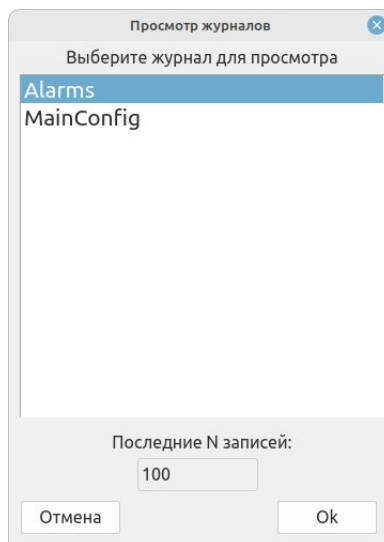 Просмотр журналов
Выберите журнал для просмотра
Alarms
MainConfig
Последние N записей:
100
Отмена Ok